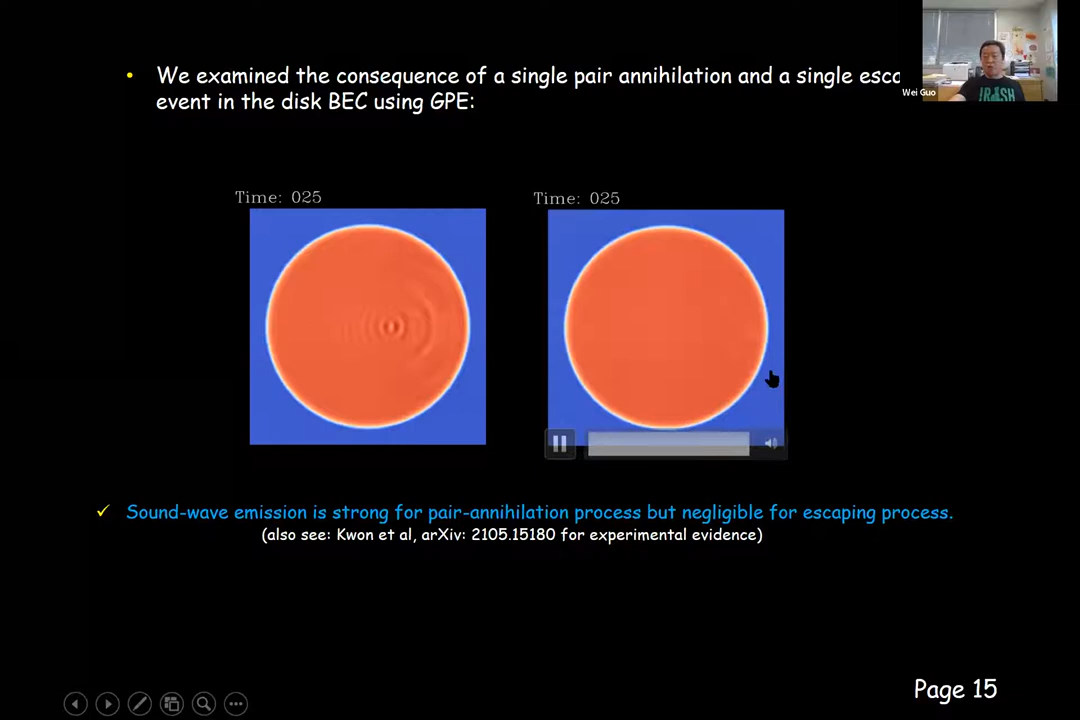 • We examined the consequence of a single pair annihilation and a single esca
event in the disk BEC using GPE:
Wei Guo
Time: 025
Time: 025
✓ Sound-wave emission is strong for pair-annihilation process but negligible for escaping process.
(also see: Kwon et al, arXiv: 2105.15180 for experimental evidence)
Page 15